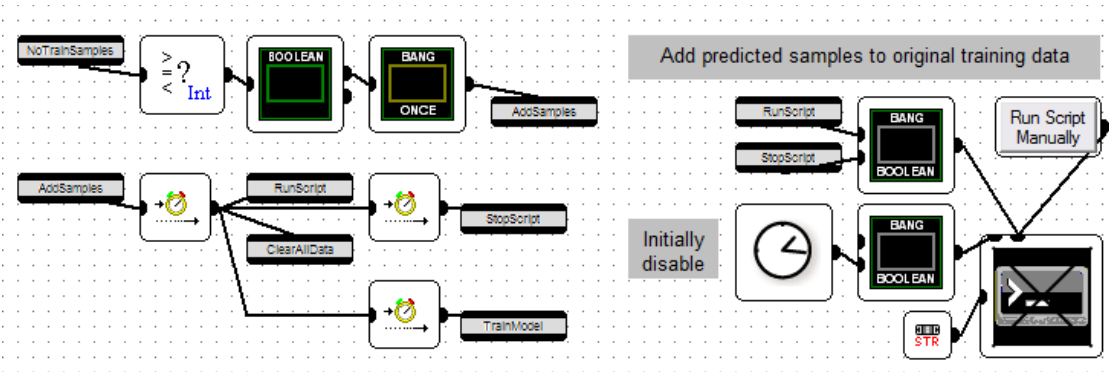 NoTrainSamples
>
=
<
?
Int
BOOLEAN
BANG
ONCE
AddSamples
AddSamples
RunScript
ClearAllData
StopScript
TrainModel
Add predicted samples to original training data
RunScript
StopScript
BANG
BOOLEAN
Run Script
Manually
Initially
disable
BANG
BOOLEAN
STR